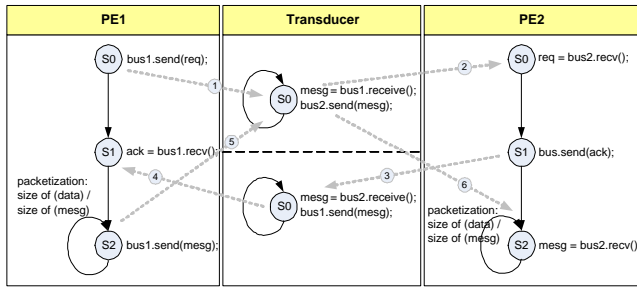 PE1
Transducer
PE2
S0
bus1.send(req);
1
S0
mesg = bus1.receive();
bus2.send(mesg);
2
S0
req = bus2.recv();
5
S1
ack = bus1.recv();
4
3
S1
bus.send(ack);
6
packetization:
size of (data) /
size of (mesg)
S0
mesg = bus2.receive();
bus1.send(mesg);
packetization:
size of (data) /
size of (mesg)
S2
bus1.send(mesg);
S2
mesg = bus2.recv()